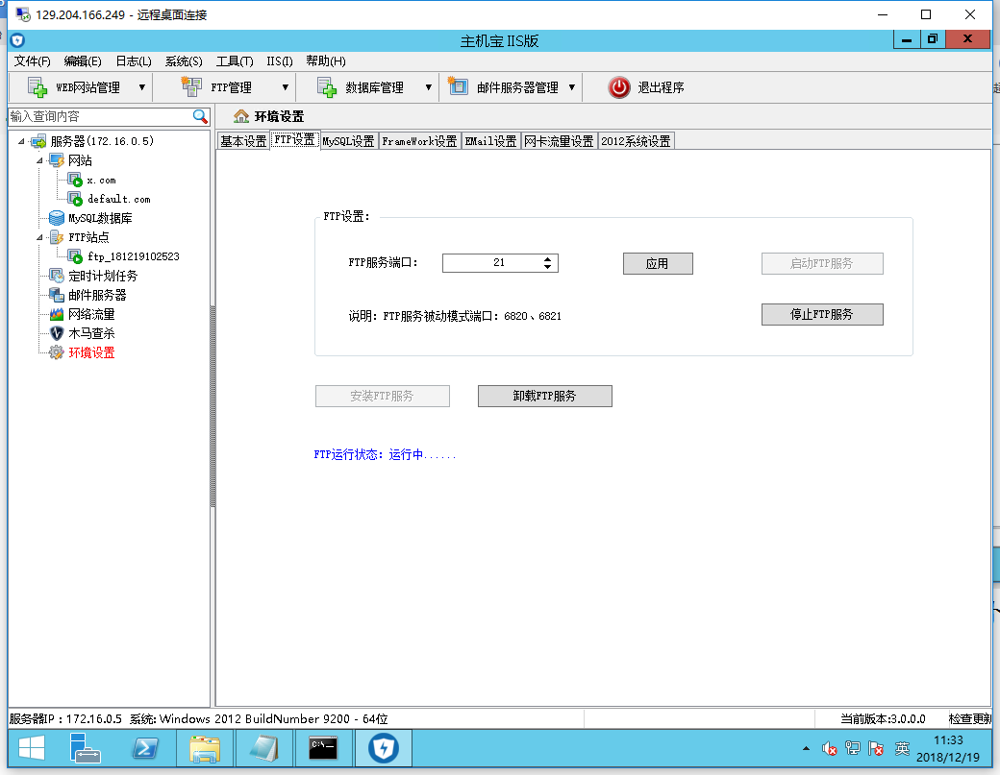 129.204.166.249 - 远程桌面连接
主机宝 IIS版
文件(F) 编辑(E) 日志(L) 系统(S) 工具(T) IIS(I) 帮助(H)
WEB网站管理 FTP管理 数据库管理 邮件服务器管理 退出程序
输入查询内容
环境设置
基本设置 FTP设置 MySQL设置 FrameWork设置 EMail设置 网卡流量设置 2012系统设置
服务器(172.16.0.5)
网站
x.com
default.com
MySQL数据库
FTP站点
ftp_181219102523
定时计划任务
邮件服务器
网络流量
木马查杀
环境设置
FTP设置:
FTP服务端口: 21 应用 启动FTP服务
说明: FTP服务被动模式端口: 6820、6821 停止FTP服务
安装FTP服务 卸载FTP服务
FTP运行状态: 运行中......
服务器IP : 172.16.0.5 系统: Windows 2012 BuildNumber 9200 - 64位 当前版本:3.0.0.0 检查更新
英
11:33
2018/12/19